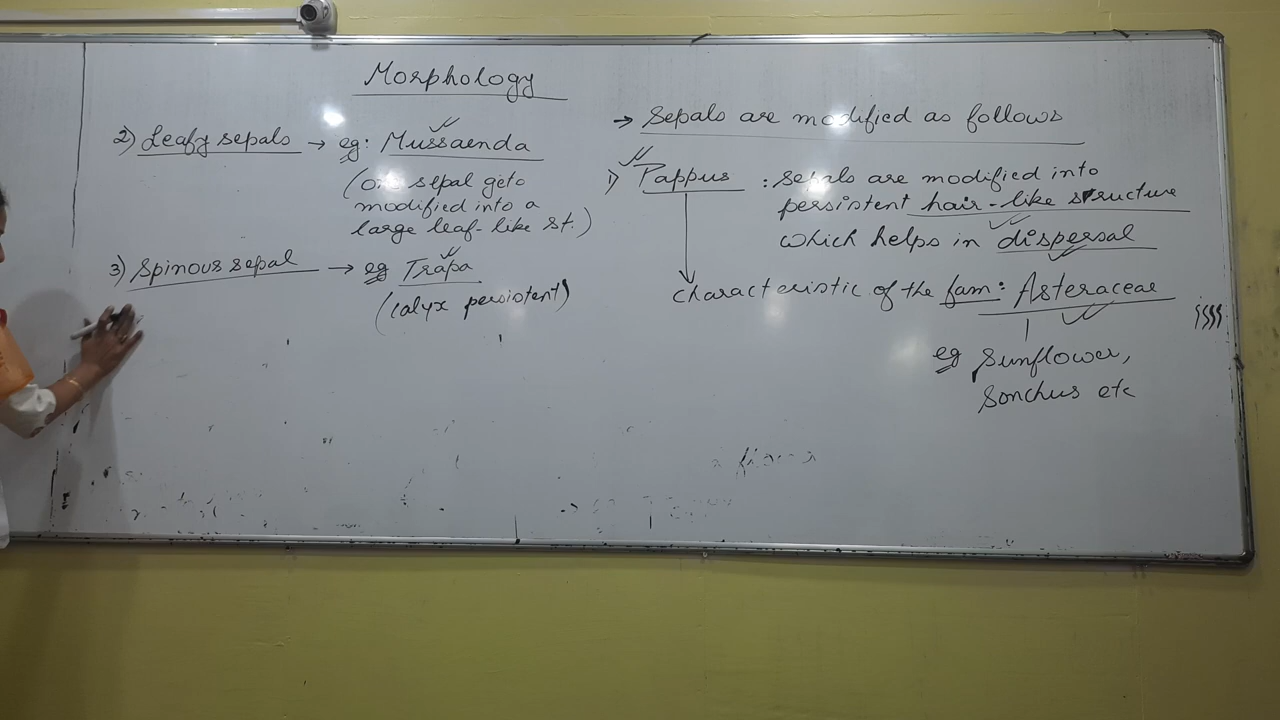 Morphology
→ Sepals are modified as follows
1) Pappus : Sepals are modified into
persistent hair-like structure
which helps in dispersal
characteristic of the fam: Asteraceae
eg Sunflower,
Sonchus etc
2) Leafy sepals → eg: Mussaenda
(one sepal gets
modified into a
large leaf-like st.)
3) Spinous sepal → eg Trapa
(calyx persistent)